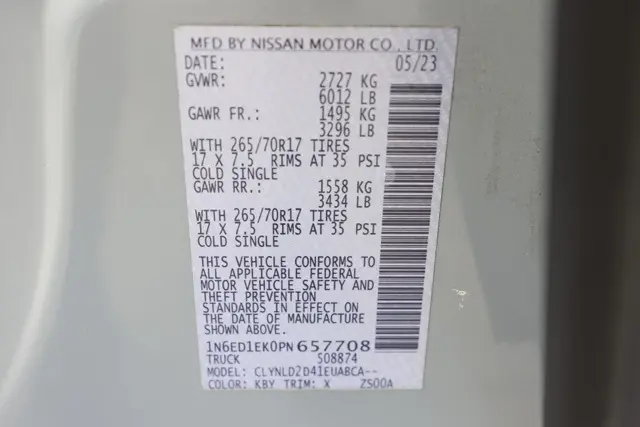 MFD BY NISSAN MOTOR CO., LTD.
DATE: 05/23
GVWR: 2727 KG
6012 LB
GAWR FR.: 1495 KG
3296 LB
WITH 265/70R17 TIRES
17 X 7.5 RIMS AT 35 PSI
COLD SINGLE
GAWR RR.: 1558 KG
3434 LB
WITH 265/70R17 TIRES
17 X 7.5 RIMS AT 35 PSI
COLD SINGLE
THIS VEHICLE CONFORMS TO
ALL APPLICABLE FEDERAL
MOTOR VEHICLE SAFETY AND
THEFT PREVENTION
STANDARDS IN EFFECT ON
THE DATE OF MANUFACTURE
SHOWN ABOVE.
1N6ED1EK0PN657708
TRUCK S08874
MODEL: CLYNLD2D41EUABCA--
COLOR: KBY TRIM: X ZS00A